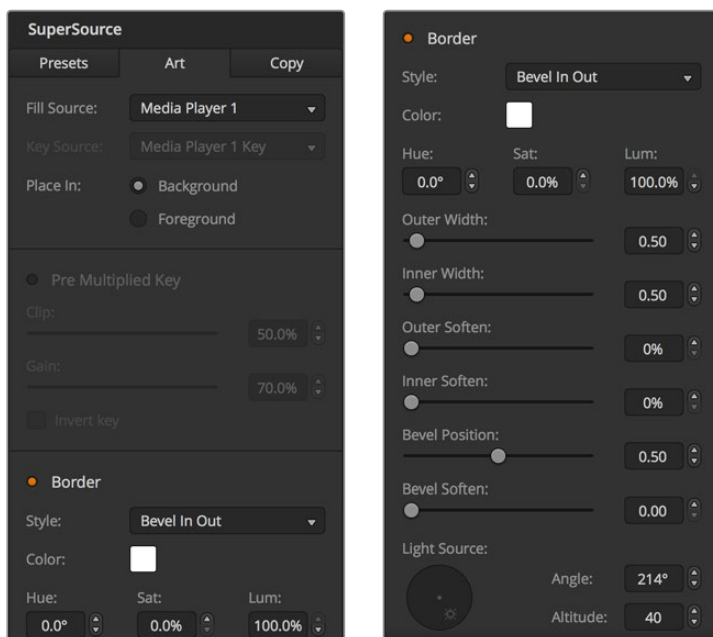 SuperSource
Presets Art Copy
Fill Source: Media Player 1
Key Source: Media Player 1 Key
Place In: Background
Foreground
Pre Multiplied Key
Clip:
50.0%
Gain:
70.0%
Invert key
Border
Style: Bevel In Out
Color:
Hue: Sat: Lum:
0.0° 0.0% 100.0%
Border
Style: Bevel In Out
Color:
Hue: Sat: Lum:
0.0° 0.0% 100.0%
Outer Width:
0.50
Inner Width:
0.50
Outer Soften:
0%
Inner Soften:
0%
Bevel Position:
0.50
Bevel Soften:
0.00
Light Source:
Angle: 214°
Altitude: 40